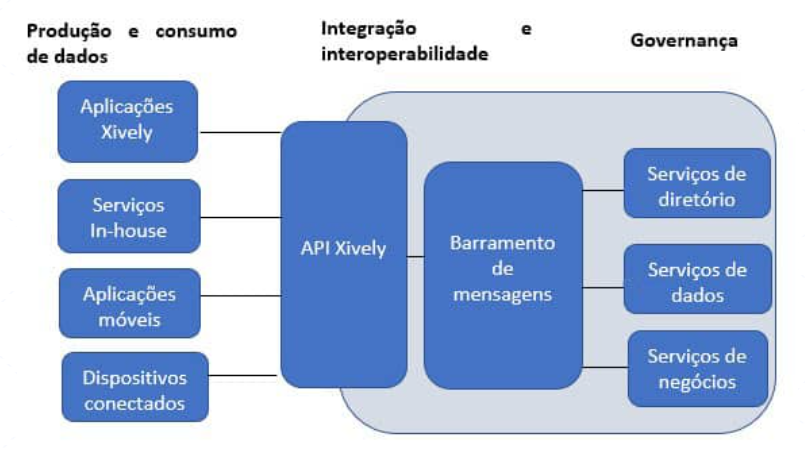 Produção e consumo
de dados
Integração e
interoperabilidade
Governança
Aplicações
Xively
Serviços
In-house
Aplicações
móveis
Dispositivos
conectados
API Xively
Barramento
de
mensagens
Serviços de
diretório
Serviços de
dados
Serviços de
negócios